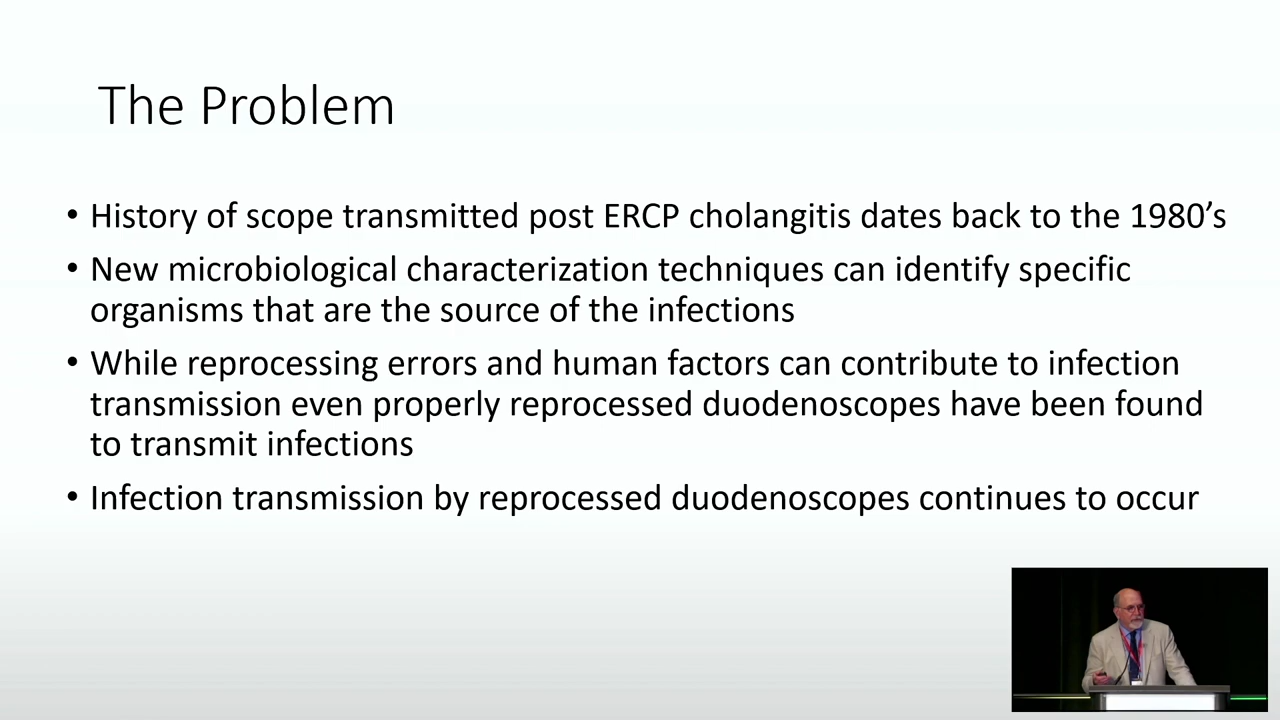 The Problem
• History of scope transmitted post ERCP cholangitis dates back to the 1980’s
• New microbiological characterization techniques can identify specific
organisms that are the source of the infections
• While reprocessing errors and human factors can contribute to infection
transmission even properly reprocessed duodenoscopes have been found
to transmit infections
• Infection transmission by reprocessed duodenoscopes continues to occur